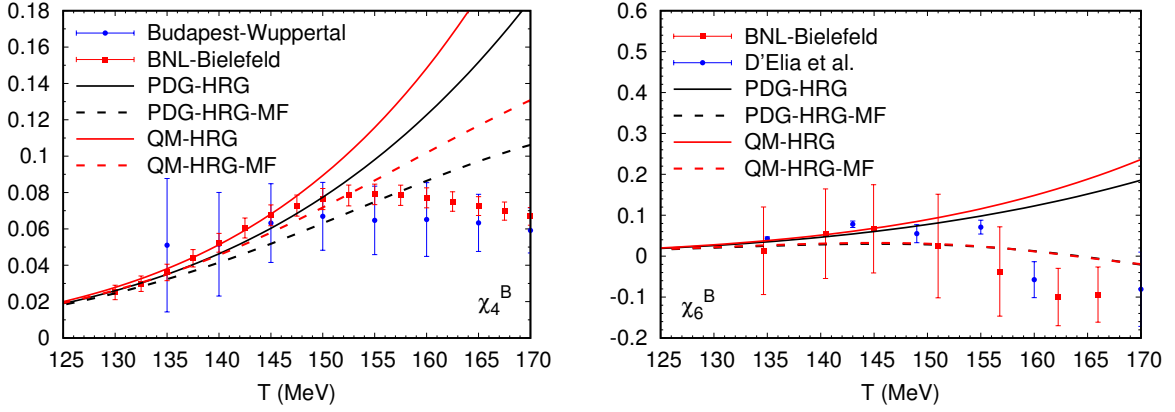 0.18
0.16
0.14
0.12
0.1
0.08
0.06
0.04
0.02
0
Budapest-Wuppertal
BNL-Bielefeld
PDG-HRG
PDG-HRG-MF
QM-HRG
QM-HRG-MF
χ₄ᴮ
125 130 135 140 145 150 155 160 165 170
T (MeV)
0.6
0.5
0.4
0.3
0.2
0.1
0
-0.1
-0.2
BNL-Bielefeld
D'Elia et al.
PDG-HRG
PDG-HRG-MF
QM-HRG
QM-HRG-MF
χ₆ᴮ
125 130 135 140 145 150 155 160 165 170
T (MeV)